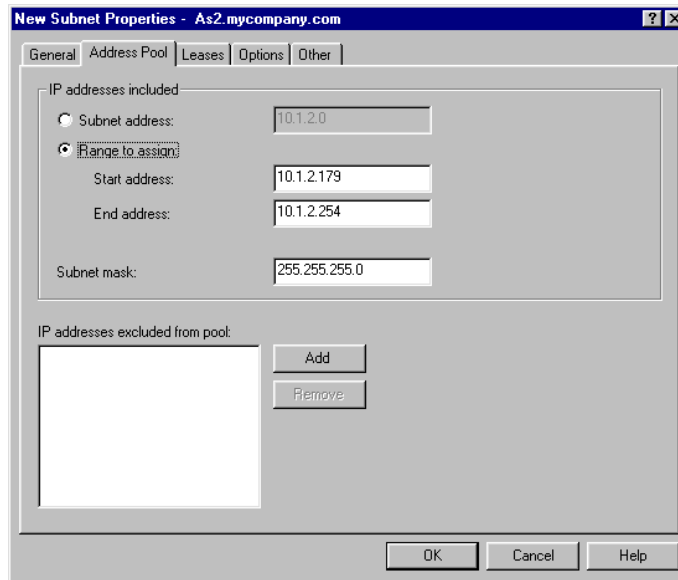 New Subnet Properties - As2.mycompany.com
General Address Pool Leases Options Other
IP addresses included
Subnet address: 10.1.2.0
Range to assign:
Start address: 10.1.2.179
End address: 10.1.2.254
Subnet mask: 255.255.255.0
IP addresses excluded from pool:
Add
Remove
OK Cancel Help